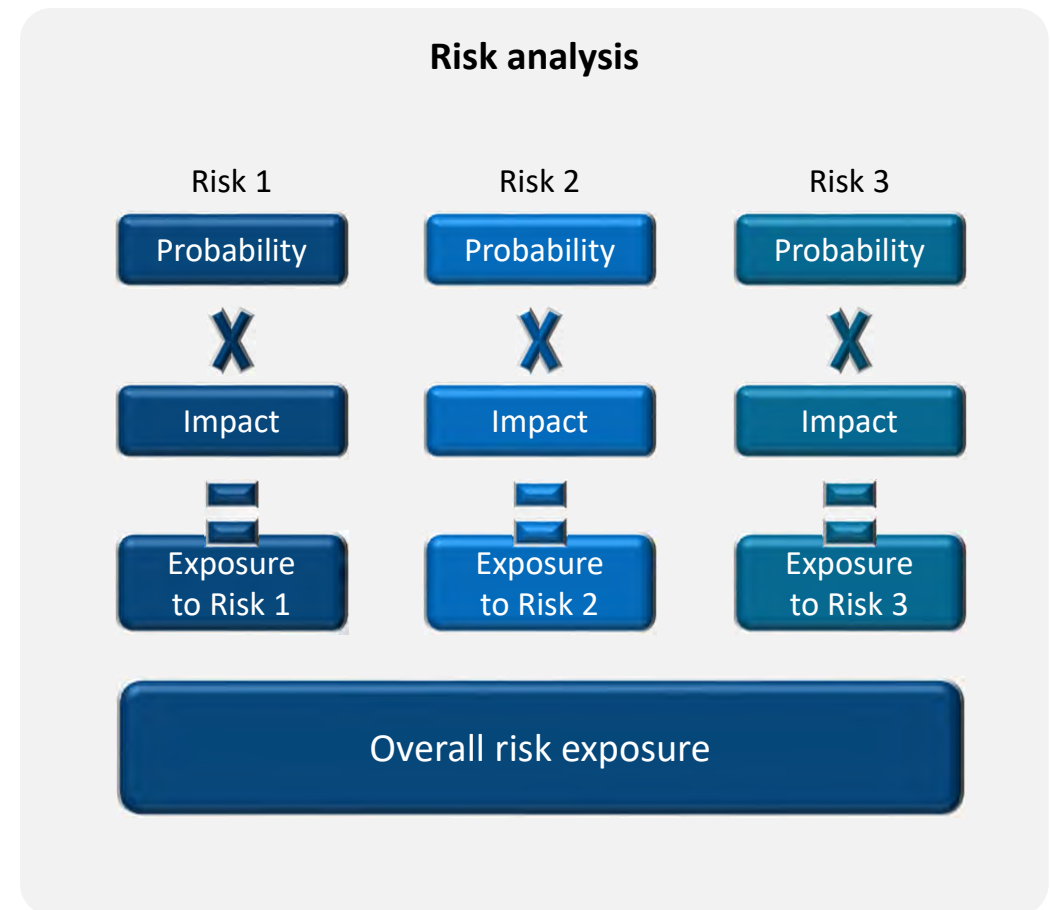 Risk analysis
Risk 1
Risk 2
Risk 3
Probability
Probability
Probability
X
X
X
Impact
Impact
Impact
=
=
=
Exposure
to Risk 1
Exposure
to Risk 2
Exposure
to Risk 3
Overall risk exposure